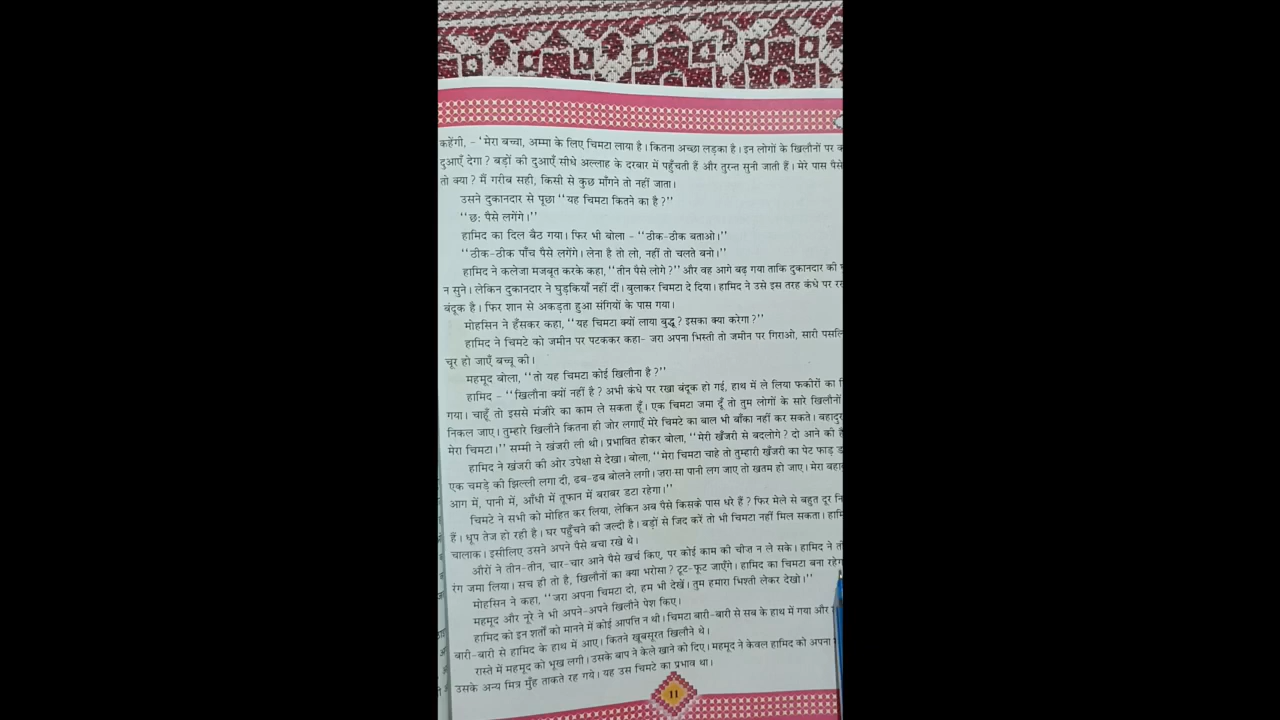 कहेंगी, - 'मेरा बच्चा, अम्मा के लिए चिमटा लाया है। कितना अच्छा लड़का है। इन लोगों के खिलौनों पर
दुआएँ देगा ? बड़ों की दुआएँ सीधे अल्लाह के दरबार में पहुँचती हैं और तुरन्त सुनी जाती हैं। मेरे पास पैसे
तो क्या ? मैं गरीब सही, किसी से कुछ माँगने तो नहीं जाता।
उसने दुकानदार से पूछा ''यह चिमटा कितने का है ?''
''छः पैसे लगेंगे।''
हामिद का दिल बैठ गया। फिर भी बोला - ''ठीक-ठीक बताओ।''
''ठीक-ठीक पाँच पैसे लगेंगे। लेना है तो लो, नहीं तो चलते बनो।''
हामिद ने कलेजा मजबूत करके कहा, ''तीन पैसे लोगे ?'' और वह आगे बढ़ गया ताकि दुकानदार की
न सुने। लेकिन दुकानदार ने घुड़कियाँ नहीं दीं। बुलाकर चिमटा दे दिया। हामिद ने उसे इस तरह कंधे पर
बंदूक है। फिर शान से अकड़ता हुआ संगियों के पास गया।
मोहसिन ने हँसकर कहा, ''यह चिमटा क्यों लाया बुद्धू ? इसका क्या करेगा ?''
हामिद ने चिमटे को जमीन पर पटककर कहा- जरा अपना भिस्ती तो जमीन पर गिराओ, सारी
चूर हो जाएँ बच्चू की।
महमूद बोला, ''तो यह चिमटा कोई खिलौना है ?''
हामिद - ''खिलौना क्यों नहीं है ? अभी कंधे पर रखा बंदूक हो गई, हाथ में ले लिया फकीरों का
गया। चाहूँ तो इससे मंजीरे का काम ले सकता हूँ। एक चिमटा जमा दूँ तो तुम लोगों के सारे खिलौनों
निकल जाए। तुम्हारे खिलौने कितना ही जोर लगाएँ मेरे चिमटे का बाल भी बाँका नहीं कर सकते।
मेरा चिमटा।'' सम्मी ने खंजरी ली थी। प्रभावित होकर बोला, ''मेरी खँजरी से बदलोगे ? दो आने की
हामिद ने खंजरी की ओर उपेक्षा से देखा। बोला, ''मेरा चिमटा चाहे तो तुम्हारी खँजरी का पेट फाड़
एक चमड़े की झिल्ली लगा दी, ढब-ढब बोलने लगी। जरा सा पानी लग जाए तो खतम हो जाए। मेरा
आग में, पानी में, आँधी में तूफान में बराबर डटा रहेगा।''
चिमटे ने सभी को मोहित कर लिया, लेकिन अब पैसे किसके पास धरे हैं ? फिर मेले से बहुत दूर
हैं। धूप तेज हो रही है। घर पहुँचने की जल्दी है। बड़ों से जिद करें तो भी चिमटा नहीं मिल सकता।
चालाक। इसीलिए उसने अपने पैसे बचा रखे थे।
औरों ने तीन-तीन, चार-चार आने पैसे खर्च किए, पर कोई काम की चीज न ले सके। हामिद ने
रंग जमा लिया। सच ही तो है, खिलौनों का क्या भरोसा ? टूट-फूट जाएँगे। हामिद का चिमटा बना
मोहसिन ने कहा, ''जरा अपना चिमटा दो, हम भी देखें। तुम हमारा भिश्ती लेकर देखो।''
महमूद और नूरे ने भी अपने-अपने खिलौने पेश किए।
हामिद को इन शर्तों को मानने में कोई आपत्ति न थी। चिमटा बारी-बारी से सब के हाथ में गया और
बारी-बारी से हामिद के हाथ में आए। कितने खूबसूरत खिलौने थे।
रास्ते में महमूद को भूख लगी। उसके बाप ने केले खाने को दिए। महमूद ने केवल हामिद को अपना
उसके अन्य मित्र मुँह ताकते रह गये। यह उस चिमटे का प्रभाव था।
11